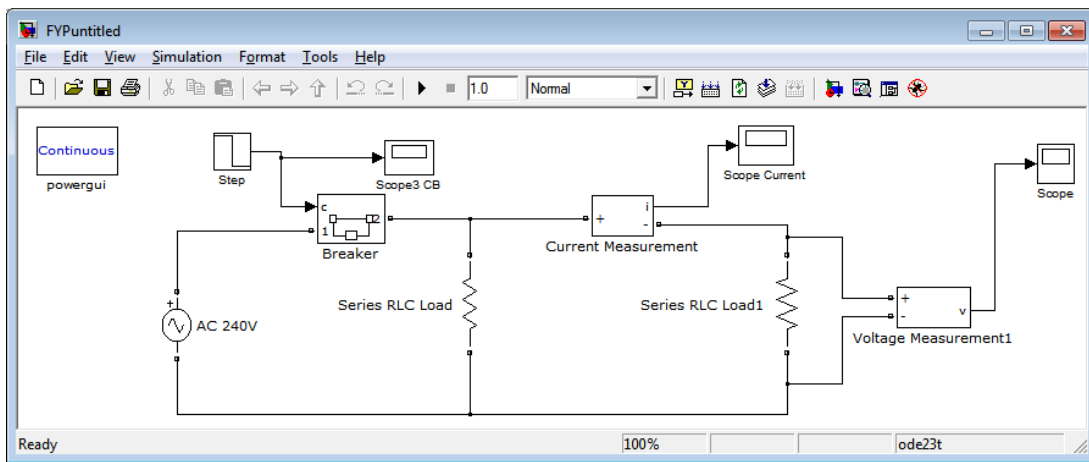 FYPuntitled
File Edit View Simulation Format Tools Help
1.0 Normal
Continuous
powergui
Step
Scope3 CB
Scope Current
Scope
c
1
2
Breaker
+
i
-
Current Measurement
Series RLC Load
Series RLC Load1
+
AC 240V
+
-
v
Voltage Measurement1
Ready 100% ode23t